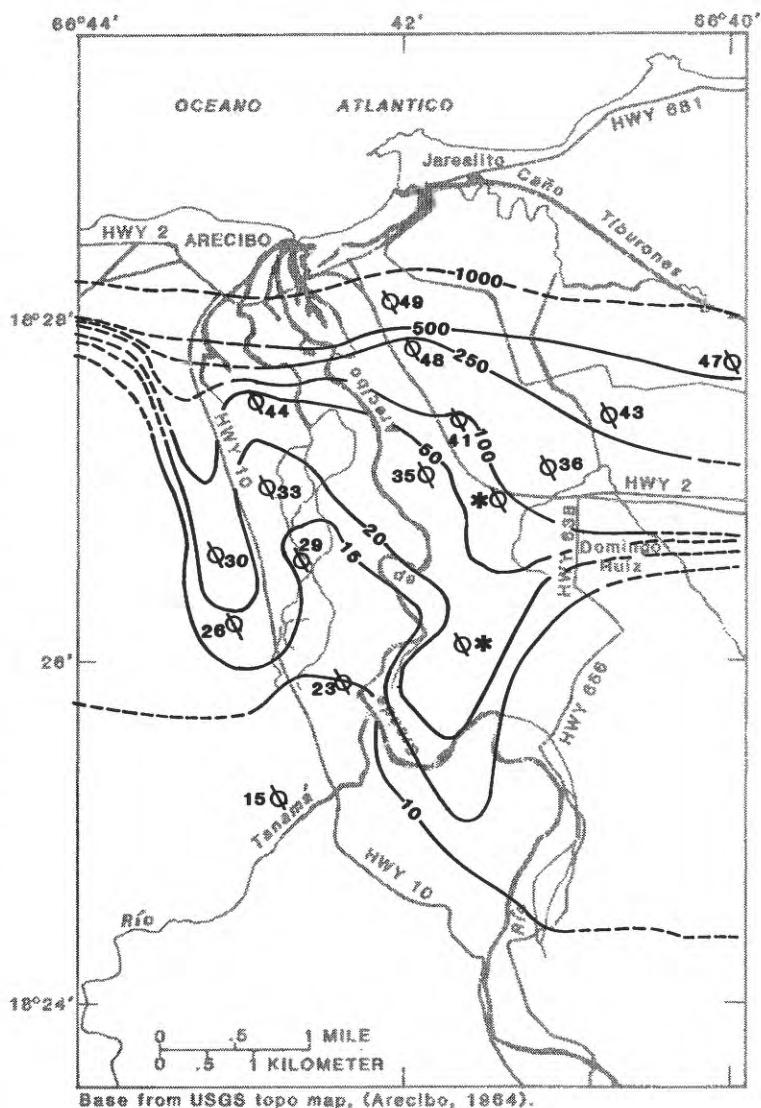 66°44' 42' 66°40'
OCEANO ATLANTICO
HWY 681
Jarealito
Caño
Tiburones
HWY 2 ARECIBO
1000
49
18°28'
500
47
48
250
44
Arecibo
43
41 100
HWY 10
50
35
36
33
*
HWY 2
20
29
15
HWY 638
Domingo
Ruiz
30
de
26
*
26'
23
Grande
HWY 656
15
Tanamá
10
HWY 10
Río
Río
18°24'
0 .5 1 MILE
0 .5 1 KILOMETER
Base from USGS topo map, (Arecibo, 1964).